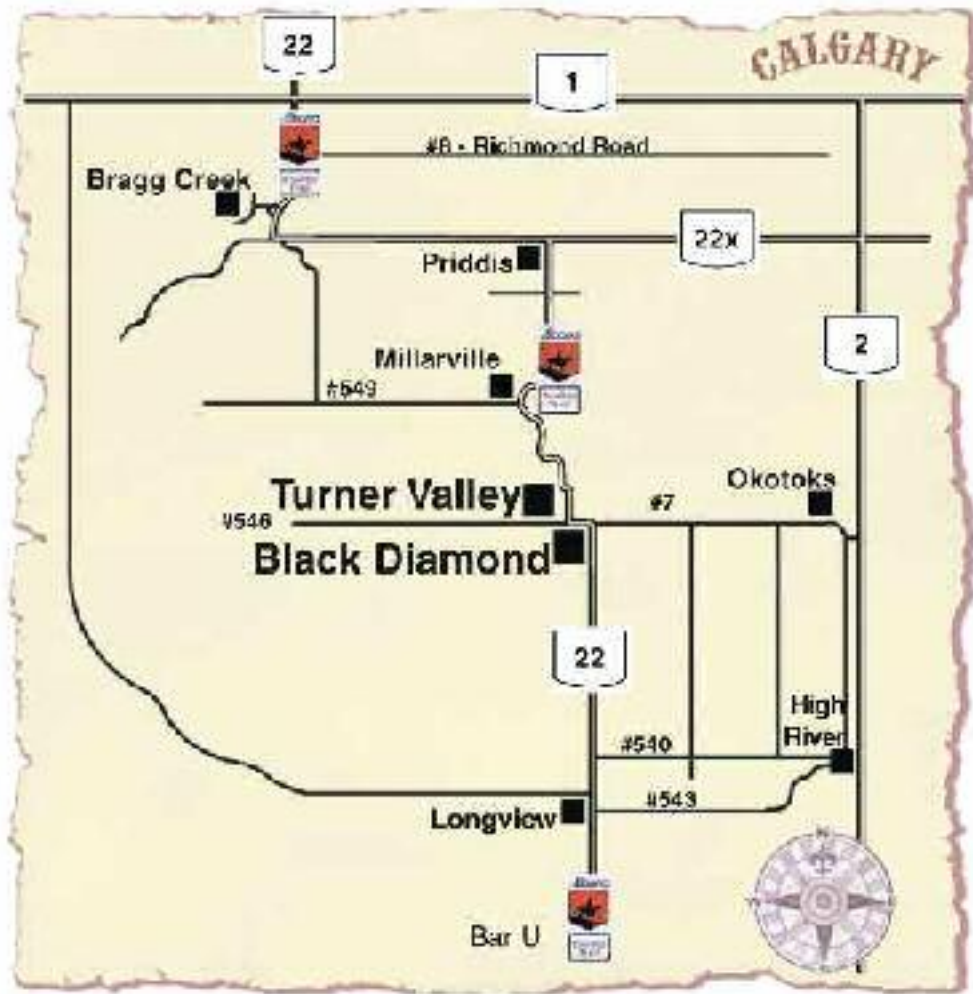 22
CALGARY
1
#8 - Richmond Road
Bragg Creek
22x
Priddis
2
Millarville
#549
Okotoks
Turner Valley
#7
#546
Black Diamond
22
High
River
#540
#543
Longview
N
Bar U